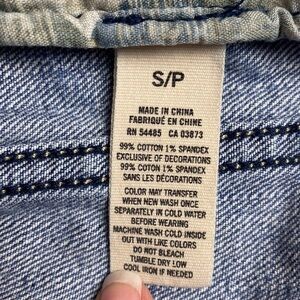 S/P
MADE IN CHINA
FABRIQUÉ EN CHINE
RN 54485 CA 03873
99% COTTON 1% SPANDEX
EXCLUSIVE OF DECORATIONS
99% COTON 1% SPANDEX
SANS LES DÉCORATIONS
COLOR MAY TRANSFER
WHEN NEW WASH ONCE
SEPARATELY IN COLD WATER
BEFORE WEARING
MACHINE WASH COLD INSIDE
OUT WITH LIKE COLORS
DO NOT BLEACH
TUMBLE DRY LOW
COOL IRON IF NEEDED